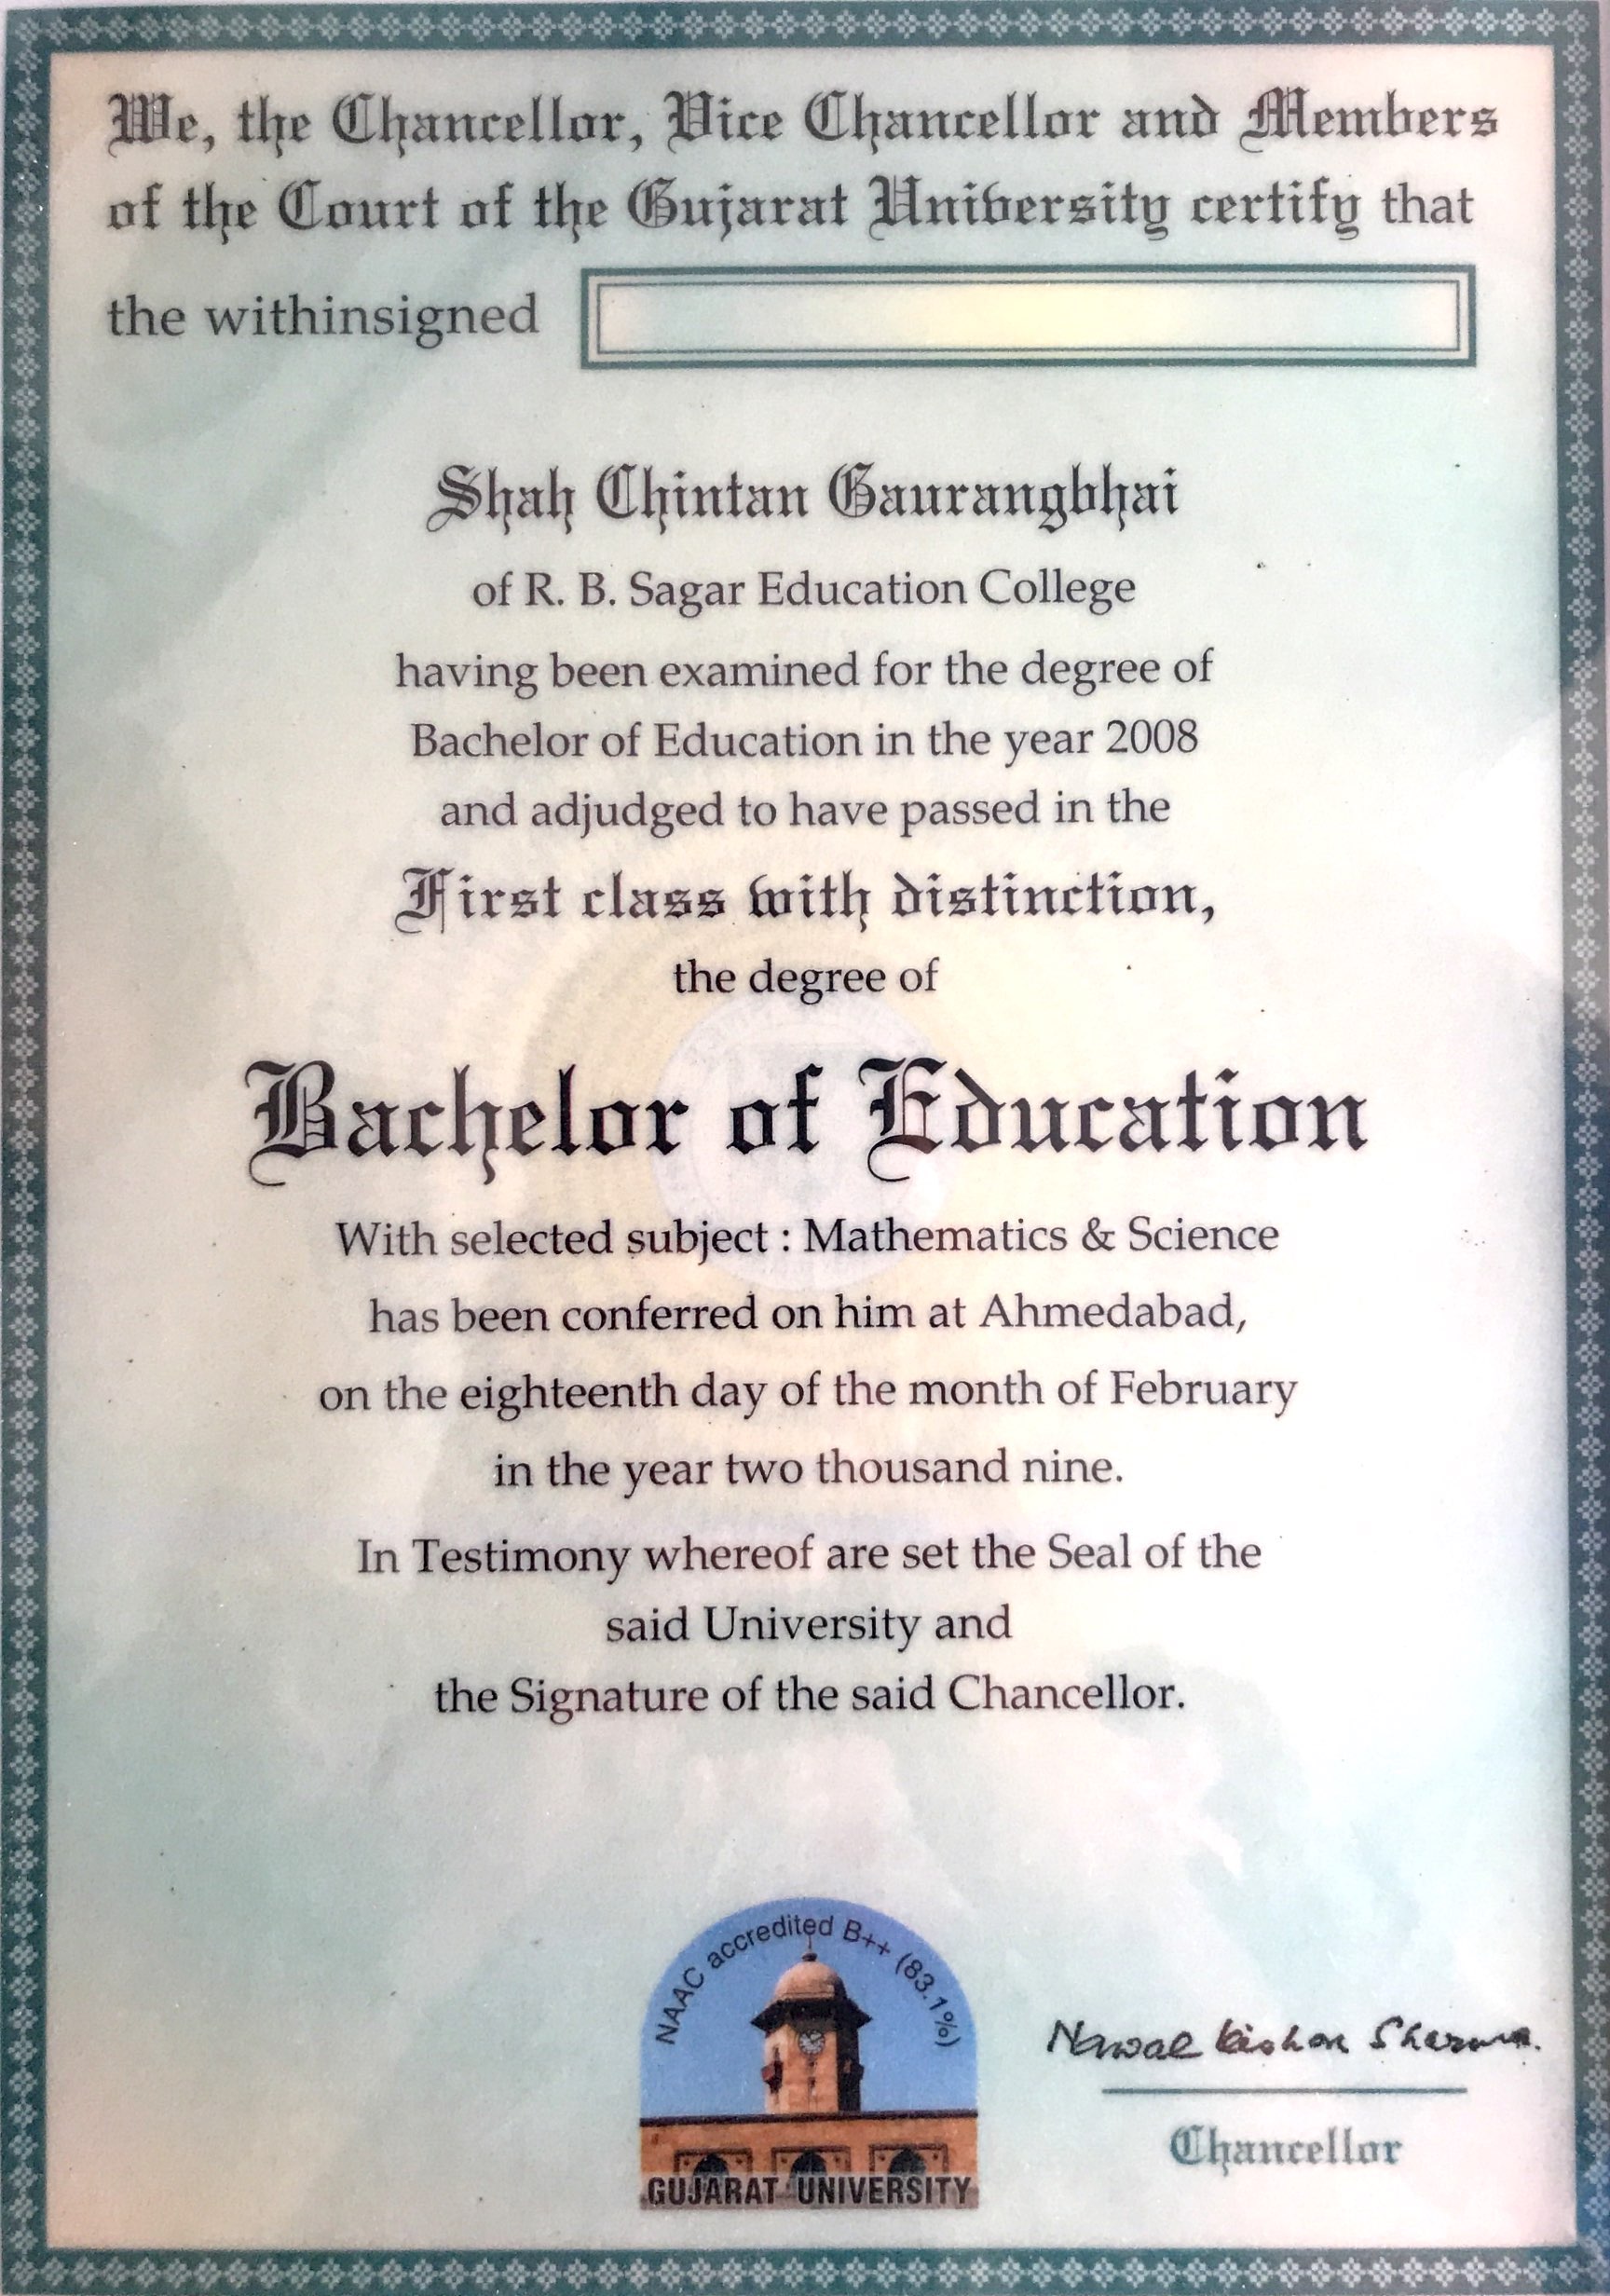 We, the Chancellor, Vice Chancellor and Members
of the Court of the Gujarat University certify that
the withinsigned
Shah Chintan Gaurangbhai
of R. B. Sagar Education College
having been examined for the degree of
Bachelor of Education in the year 2008
and adjudged to have passed in the
First class with distinction,
the degree of
Bachelor of Education
With selected subject : Mathematics & Science
has been conferred on him at Ahmedabad,
on the eighteenth day of the month of February
in the year two thousand nine.
In Testimony whereof are set the Seal of the
said University and
the Signature of the said Chancellor.
NAAC accredited B++ (83.1%)
GUJARAT UNIVERSITY
Nawal Kishore Sharma.
Chancellor